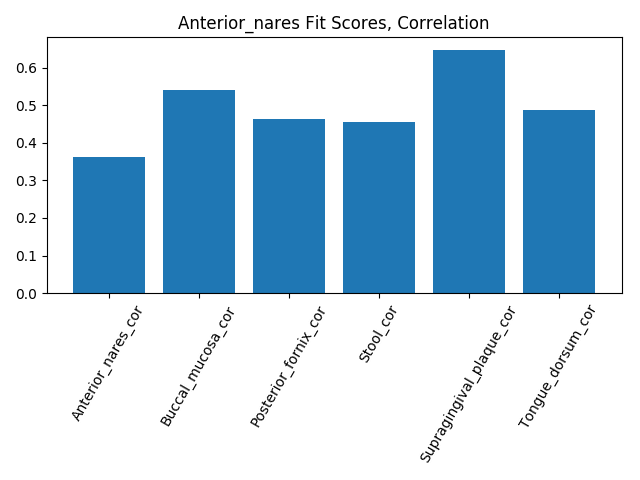 Anterior_nares Fit Scores, Correlation
0.6
0.5
0.4
0.3
0.2
0.1
0.0
Anterior_nares_cor
Buccal_mucosa_cor
Posterior_fornix_cor
Stool_cor
Supragingival_plaque_cor
Tongue_dorsum_cor